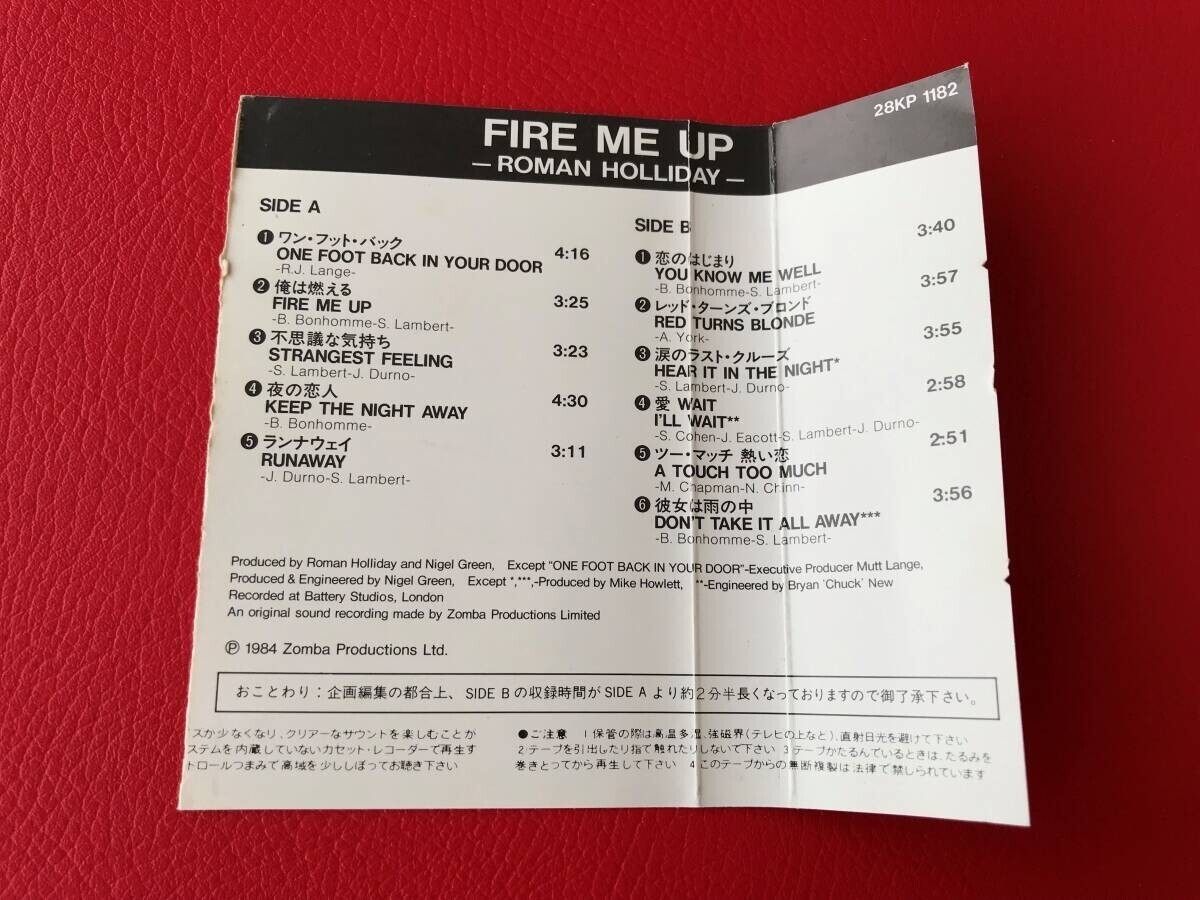 28KP 1182
FIRE ME UP
— ROMAN HOLLIDAY —
SIDE A
❶ ワン・フット・バック
ONE FOOT BACK IN YOUR DOOR 4:16
-R.J. Lange-
❷ 俺は燃える
FIRE ME UP 3:25
-B. Bonhomme-S. Lambert-
❸ 不思議な気持ち
STRANGEST FEELING 3:23
-S. Lambert-J. Durno-
❹ 夜の恋人
KEEP THE NIGHT AWAY 4:30
-B. Bonhomme-
❺ ランナウェイ
RUNAWAY 3:11
-J. Durno-S. Lambert-
SIDE B
❶ 恋のはじまり 3:40
YOU KNOW ME WELL
-B. Bonhomme-S. Lambert-
❷ レッド・ターンズ・ブロンド 3:57
RED TURNS BLONDE
-A. York-
❸ 涙のラスト・クルーズ 3:55
HEAR IT IN THE NIGHT*
-S. Lambert-J. Durno-
❹ 愛 WAIT 2:58
I'LL WAIT**
-S. Cohen-J. Eacott-S. Lambert-J. Durno-
❺ ツー・マッチ 熱い恋 2:51
A TOUCH TOO MUCH
-M. Chapman-N. Chinn-
❻ 彼女は雨の中 3:56
DON'T TAKE IT ALL AWAY***
-B. Bonhomme-S. Lambert-
Produced by Roman Holliday and Nigel Green, Except "ONE FOOT BACK IN YOUR DOOR"-Executive Producer Mutt Lange,
Produced & Engineered by Nigel Green, Except *,***,-Produced by Mike Howlett, **-Engineered by Bryan 'Chuck' New
Recorded at Battery Studios, London
An original sound recording made by Zomba Productions Limited
Ⓟ 1984 Zomba Productions Ltd.
おことわり：企画編集の都合上、SIDE B の収録時間が SIDE A より約2分半長くなっておりますので御了承下さい。
スが少なくなり、クリアーなサウンドを楽しむことが
ステムを内蔵していないカセット・レコーダーで再生す
トロールつまみで高域を少ししぼってお聴き下さい
●ご注意 1 保管の際は高温多湿、強磁界(テレビの上など)、直射日光を避けて下さい
2 テープを引出したり指で触れたりしないで下さい 3 テープがたるんでいるときは、たるみを
巻きとってから再生して下さい 4 このテープからの無断複製は法律で禁じられています